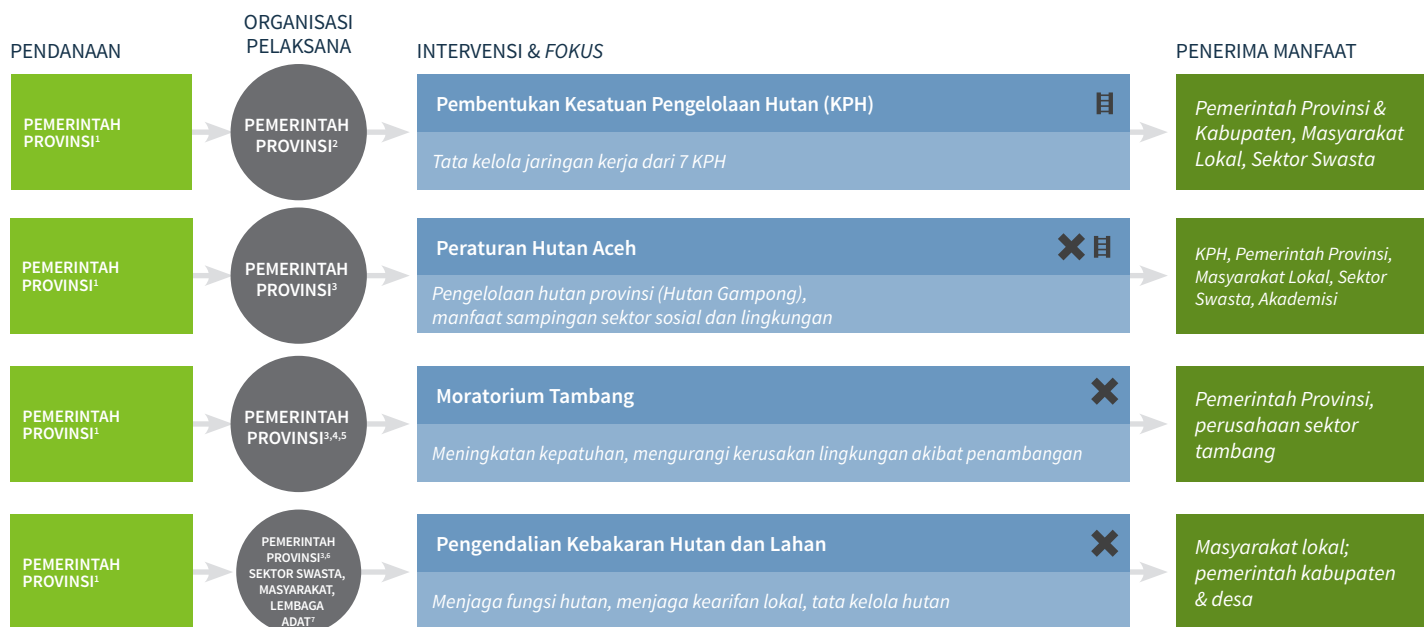 PENDANAAN
ORGANISASI
PELAKSANA
INTERVENSI & FOKUS
PENERIMA MANFAAT
PEMERINTAH
PROVINSI¹
PEMERINTAH
PROVINSI²
Pembentukan Kesatuan Pengelolaan Hutan (KPH)
Tata kelola jaringan kerja dari 7 KPH
Pemerintah Provinsi &
Kabupaten, Masyarakat
Lokal, Sektor Swasta
PEMERINTAH
PROVINSI¹
PEMERINTAH
PROVINSI³
Peraturan Hutan Aceh
Pengelolaan hutan provinsi (Hutan Gampong),
manfaat sampingan sektor sosial dan lingkungan
KPH, Pemerintah Provinsi,
Masyarakat Lokal, Sektor
Swasta, Akademisi
PEMERINTAH
PROVINSI¹
PEMERINTAH
PROVINSI³,⁴,⁵
Moratorium Tambang
Meningkatan kepatuhan, mengurangi kerusakan lingkungan akibat penambangan
Pemerintah Provinsi,
perusahaan sektor
tambang
PEMERINTAH
PROVINSI¹
PEMERINTAH
PROVINSI³,⁶
SEKTOR SWASTA,
MASYARAKAT,
LEMBAGA
ADAT⁷
Pengendalian Kebakaran Hutan dan Lahan
Menjaga fungsi hutan, menjaga kearifan lokal, tata kelola hutan
Masyarakat lokal;
pemerintah kabupaten
& desa